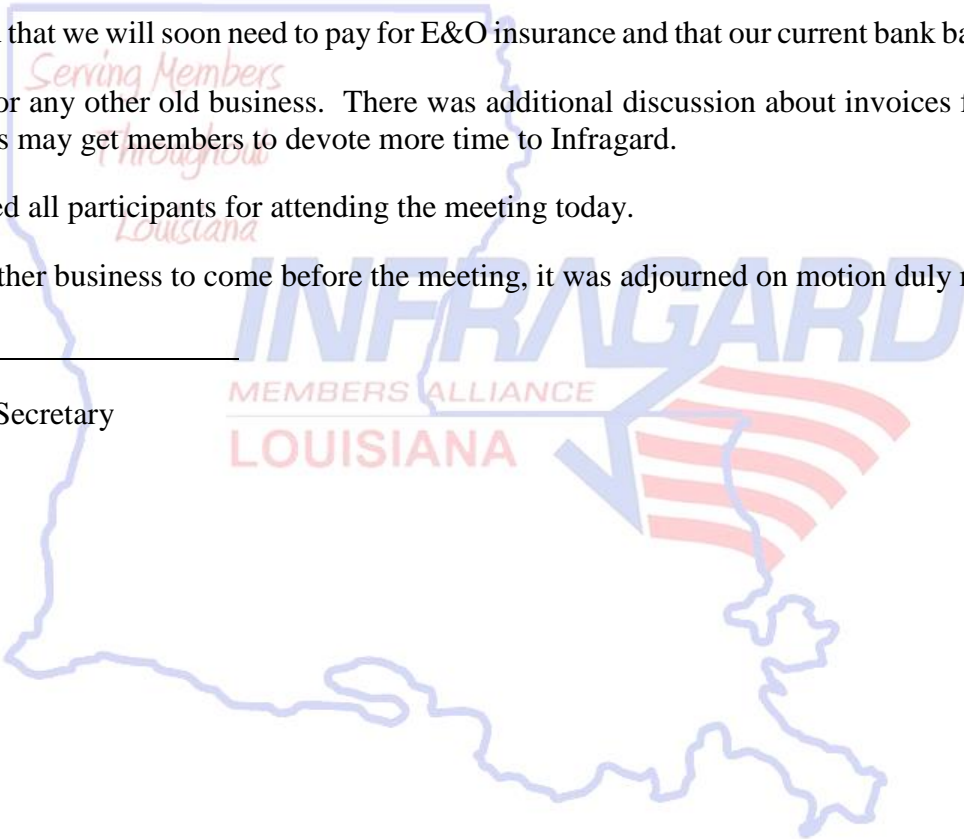 that we will soon need to pay for E&O insurance and that our current bank
Serving Members
or any other old business. There was additional discussion about invoices
may get members to devote more time to Infragard.
Throughout
all participants for attending the meeting today.
Louisiana
business to come before the meeting, it was adjourned on motion duly
INFRAGARD
MEMBERS ALLIANCE
Secretary
LOUISIANA